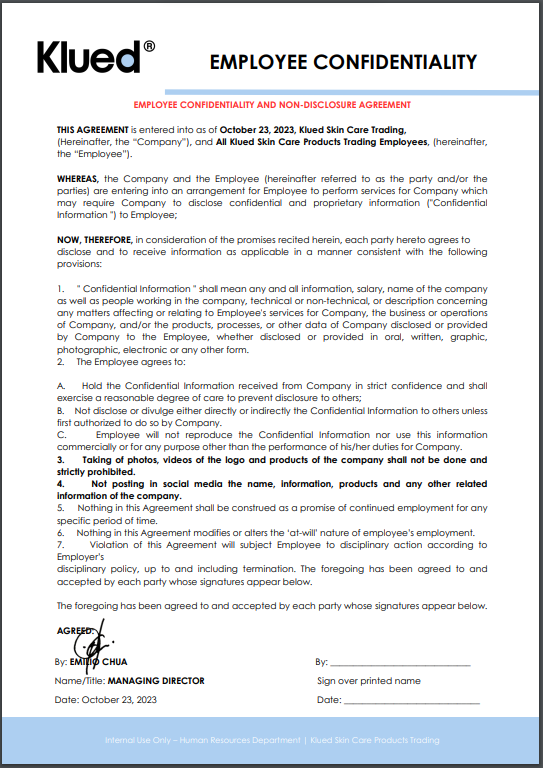 Klued®
EMPLOYEE CONFIDENTIALITY
EMPLOYEE CONFIDENTIALITY AND NON-DISCLOSURE AGREEMENT
THIS AGREEMENT is entered into as of October 23, 2023, Klued Skin Care Trading,
(Hereinafter, the “Company”), and All Klued Skin Care Products Trading Employees, (hereinafter,
the “Employee”).
WHEREAS, the Company and the Employee (hereinafter referred to as the party and/or the
parties) are entering into an arrangement for Employee to perform services for Company which
may require Company to disclose confidential and proprietary information ("Confidential
Information ") to Employee;
NOW, THEREFORE, in consideration of the promises recited herein, each party hereto agrees to
disclose and to receive information as applicable in a manner consistent with the following
provisions:
1. " Confidential Information " shall mean any and all information, salary, name of the company
as well as people working in the company, technical or non-technical, or description concerning
any matters affecting or relating to Employee's services for Company, the business or operations
of Company, and/or the products, processes, or other data of Company disclosed or provided
by Company to the Employee, whether disclosed or provided in oral, written, graphic,
photographic, electronic or any other form.
2. The Employee agrees to:
A. Hold the Confidential Information received from Company in strict confidence and shall
exercise a reasonable degree of care to prevent disclosure to others;
B. Not disclose or divulge either directly or indirectly the Confidential Information to others unless
first authorized to do so by Company.
C. Employee will not reproduce the Confidential Information nor use this information
commercially or for any purpose other than the performance of his/her duties for Company.
3. Taking of photos, videos of the logo and products of the company shall not be done and
strictly prohibited.
4. Not posting in social media the name, information, products and any other related
information of the company.
5. Nothing in this Agreement shall be construed as a promise of continued employment for any
specific period of time.
6. Nothing in this Agreement modifies or alters the ‘at-will’ nature of employee’s employment.
7. Violation of this Agreement will subject Employee to disciplinary action according to
Employer's
disciplinary policy, up to and including termination. The foregoing has been agreed to and
accepted by each party whose signatures appear below.
The foregoing has been agreed to and accepted by each party whose signatures appear below.
AGREED:
By: EMILIO CHUA
By: ____________________________
Name/Title: MANAGING DIRECTOR
Sign over printed name
Date: October 23, 2023
Date: ___________________________
Internal Use Only – Human Resources Department | Klued Skin Care Products Trading